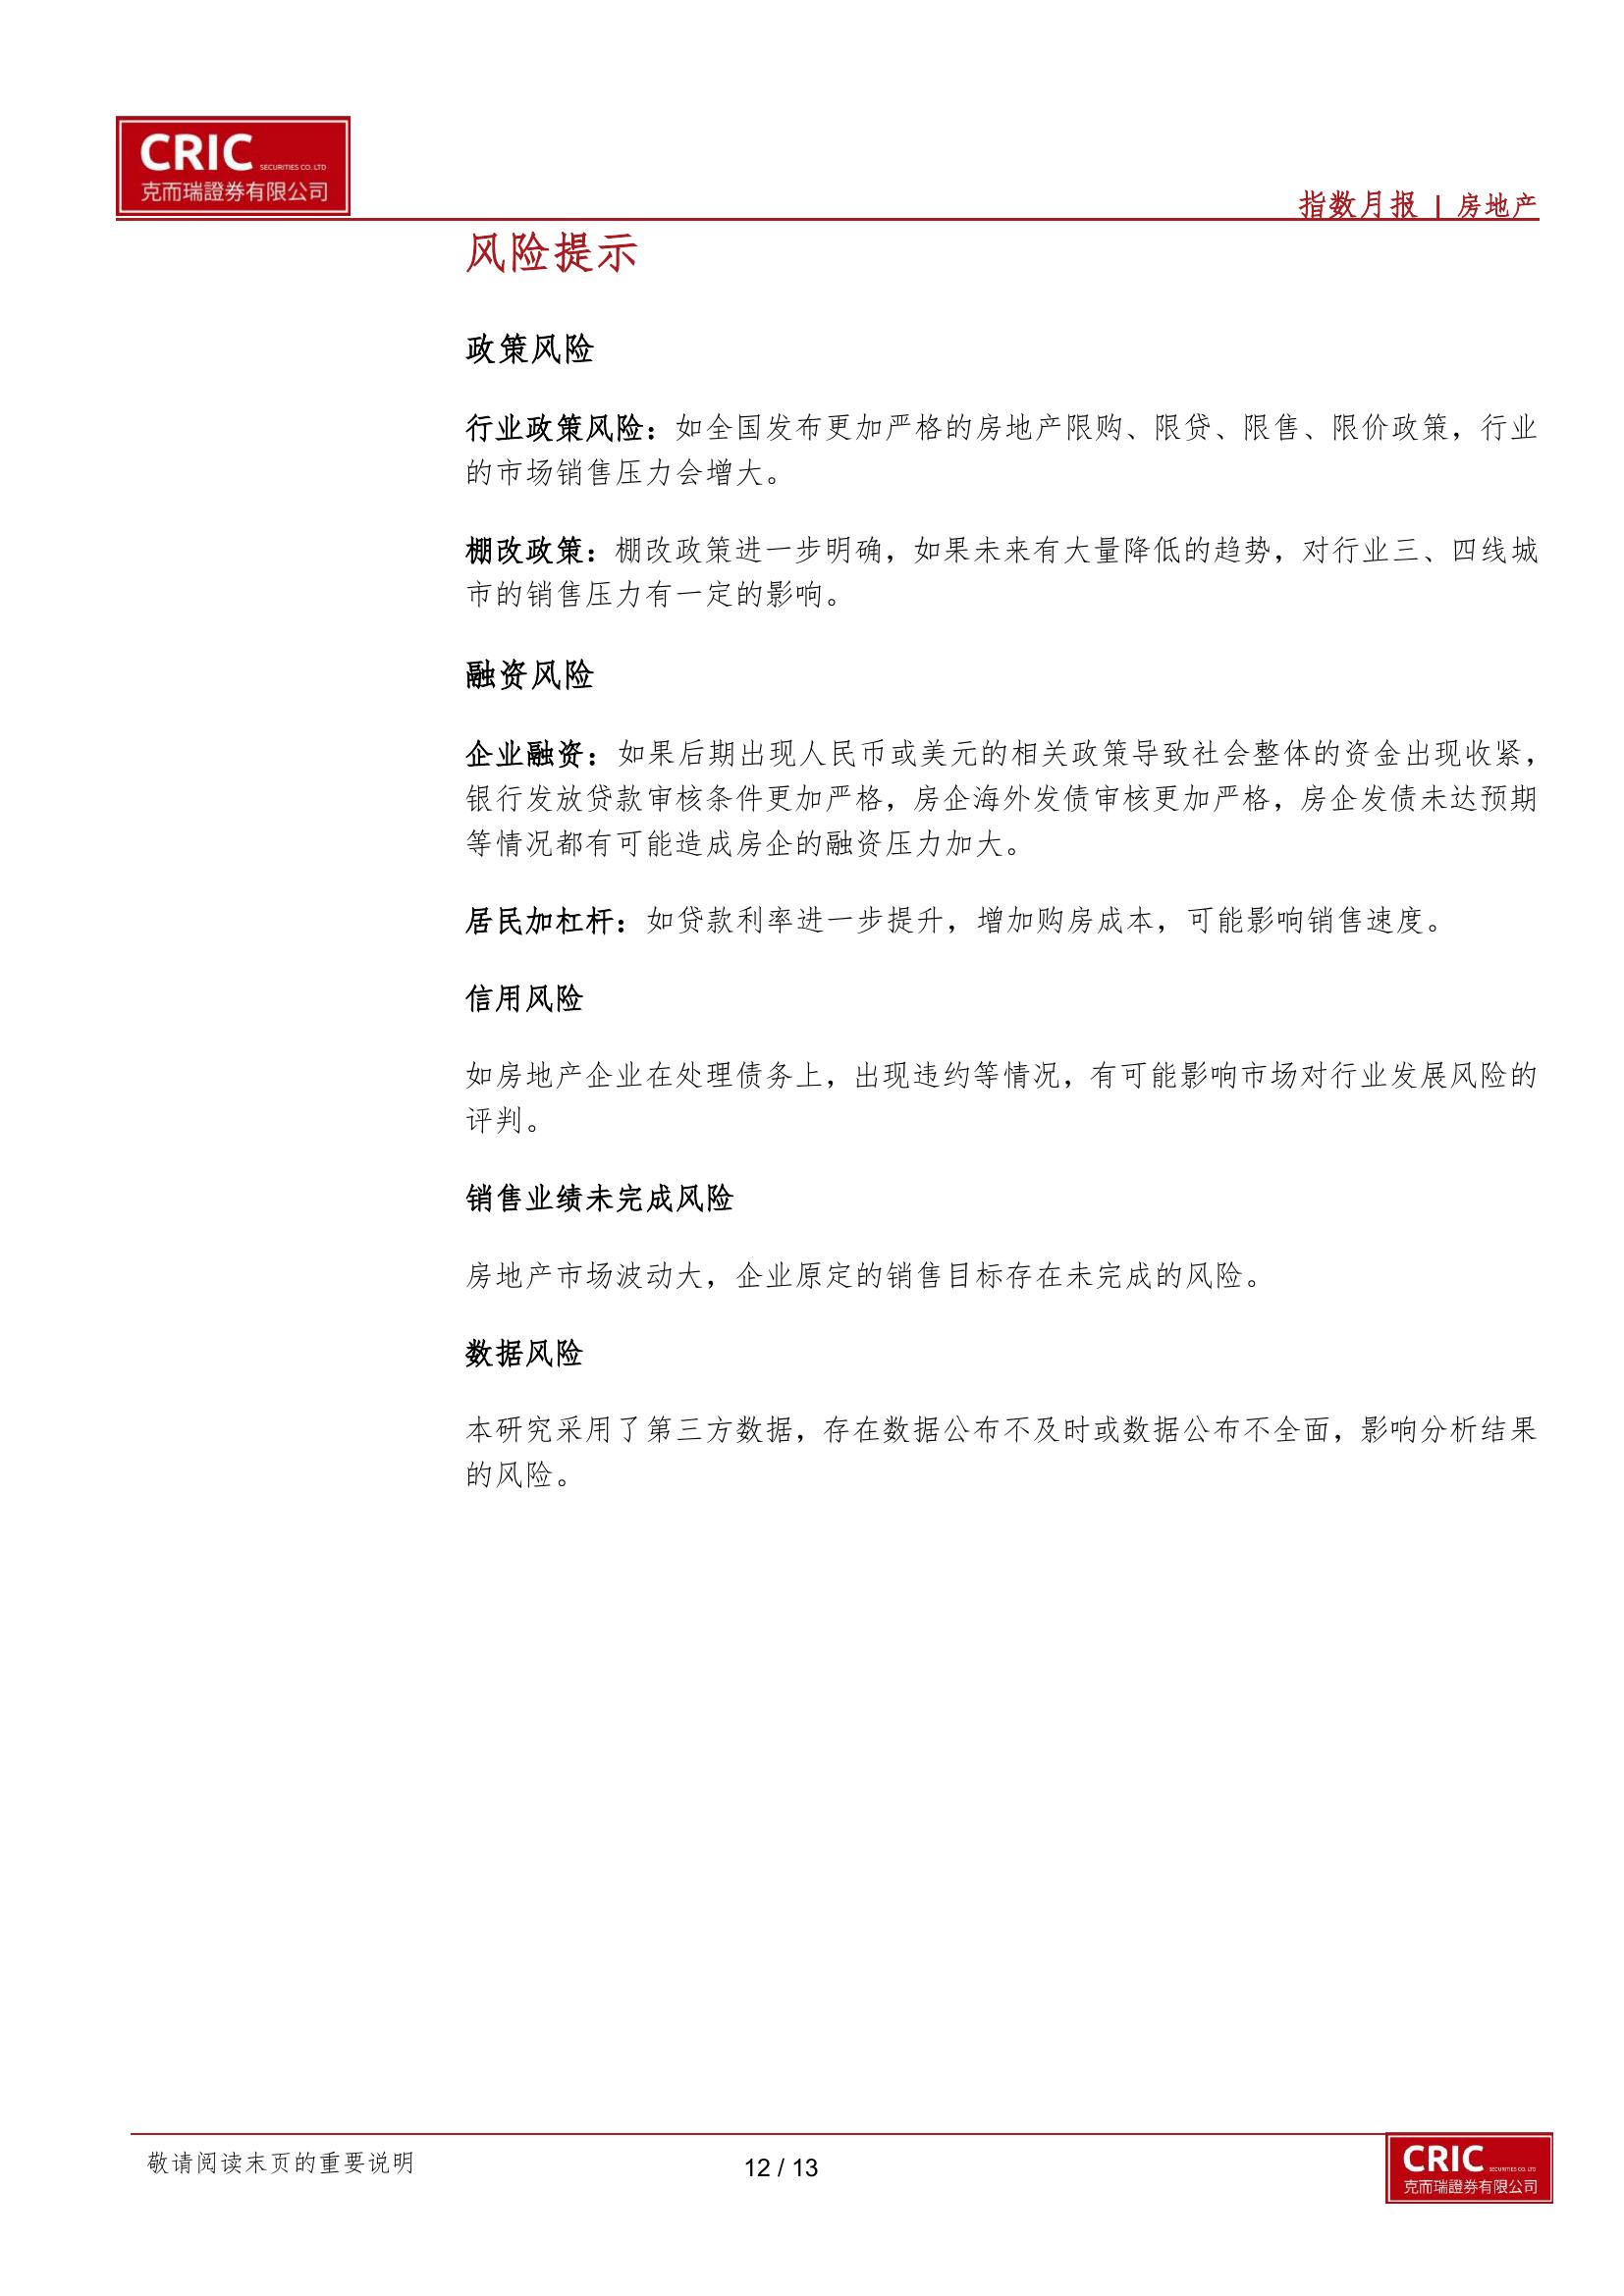 CRIC SECURITIES CO. LTD
克而瑞證券有限公司
指数月报 | 房地产
风险提示
政策风险
行业政策风险：如全国发布更加严格的房地产限购、限贷、限售、限价政策，行业
的市场销售压力会增大。
棚改政策：棚改政策进一步明确，如果未来有大量降低的趋势，对行业三、四线城
市的销售压力有一定的影响。
融资风险
企业融资：如果后期出现人民币或美元的相关政策导致社会整体的资金出现收紧，
银行发放贷款审核条件更加严格，房企海外发债审核更加严格，房企发债未达预期
等情况都有可能造成房企的融资压力加大。
居民加杠杆：如贷款利率进一步提升，增加购房成本，可能影响销售速度。
信用风险
如房地产企业在处理债务上，出现违约等情况，有可能影响市场对行业发展风险的
评判。
销售业绩未完成风险
房地产市场波动大，企业原定的销售目标存在未完成的风险。
数据风险
本研究采用了第三方数据，存在数据公布不及时或数据公布不全面，影响分析结果
的风险。
敬请阅读末页的重要说明
12 / 13
CRIC SECURITIES CO. LTD
克而瑞證券有限公司